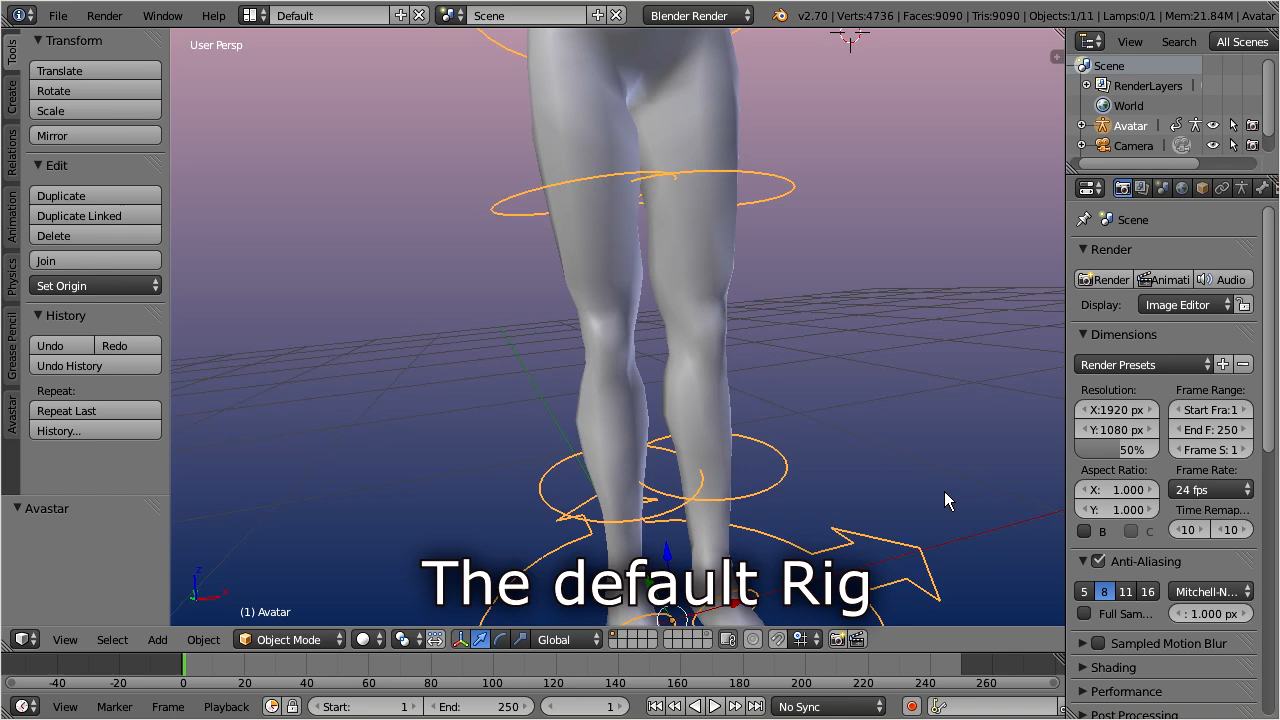 File Render Window Help Default Scene Blender Render v2.70 | Verts:4736 | Faces:9090 | Tris:9090 | Objects:1/11 | Lamps:0/1 | Mem:21.84M | Avatar
Tools
Create
Relations
Animation
Physics
Grease Pencil
Avastar
Transform
Translate
Rotate
Scale
Mirror
Edit
Duplicate
Duplicate Linked
Delete
Join
Set Origin
History
Undo Redo
Undo History
Repeat:
Repeat Last
History...
Avastar
User Persp
z
x
The default Rig
(1) Avatar
View Select Add Object Object Mode Global
-40 -20 0 20 40 60 80 100 120 140 160 180 200 220 240 260
View Marker Frame Playback Start: 1 End: 250 1 No Sync
View Search All Scenes
Scene
RenderLayers
World
Avatar
Camera
Scene
Render
Render Animati Audio
Display: Image Editor
Dimensions
Render Presets
Resolution: Frame Range:
X:1920 px Start Fra:1
Y:1080 px End F: 250
50% Frame S: 1
Aspect Ratio: Frame Rate:
X: 1.000 24 fps
Y: 1.000 Time Remap...
B C 10 10
Anti-Aliasing
5 8 11 16 Mitchell-N...
Full Sam... : 1.000 px
Sampled Motion Blur
Shading
Performance
Post Processing